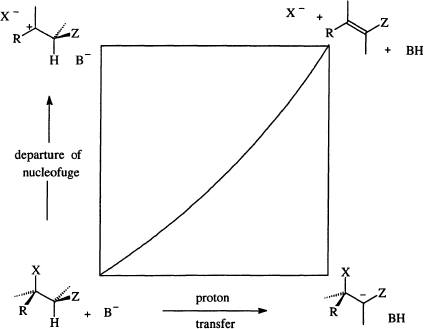 X⁻ + R Z H B⁻
X⁻ + R Z + BH
departure of
nucleofuge
X R Z H + B⁻
proton
transfer
X R − Z BH